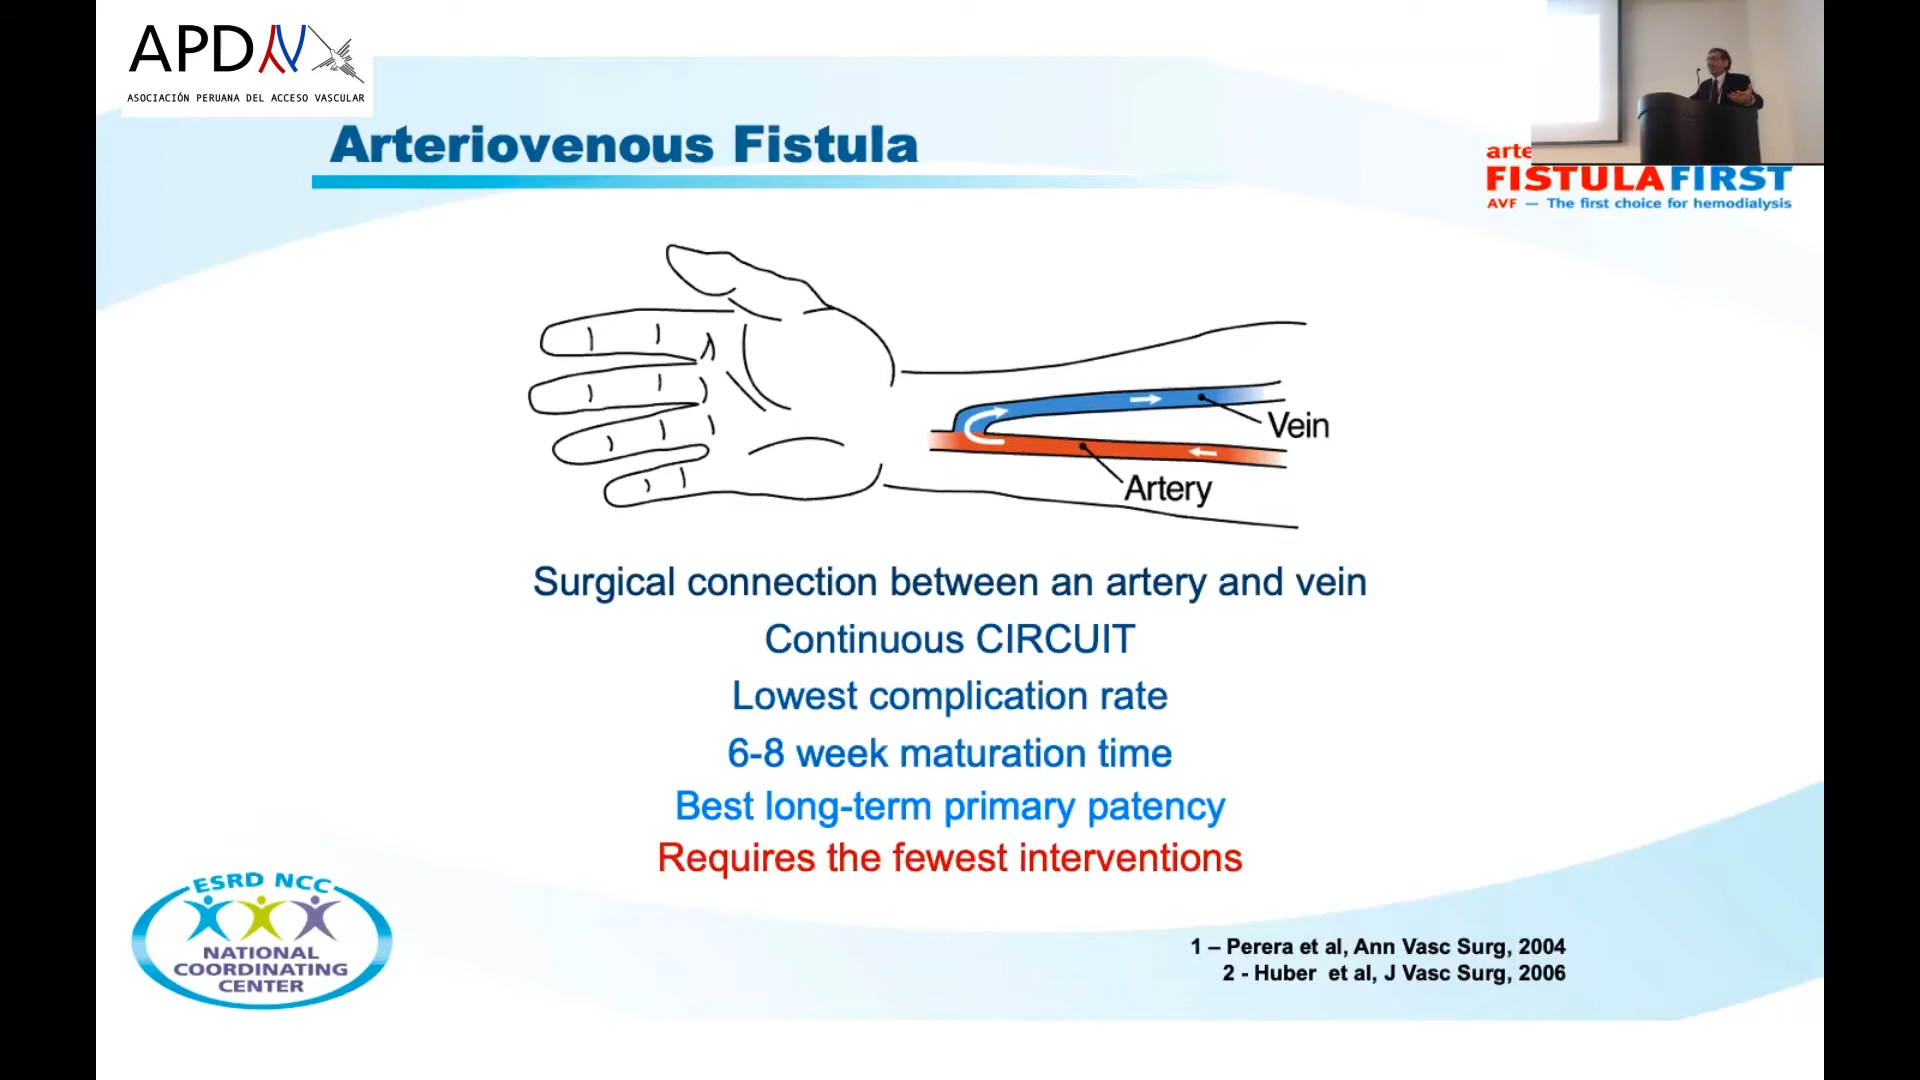 APDAV
ASOCIACIÓN PERUANA DEL ACCESO VASCULAR
Arteriovenous Fistula
arte
FISTULA FIRST
AVF — The first choice for hemodialysis
Vein
Artery
Surgical connection between an artery and vein
Continuous CIRCUIT
Lowest complication rate
6-8 week maturation time
Best long-term primary patency
Requires the fewest interventions
ESRD NCC
NATIONAL
COORDINATING
CENTER
1 – Perera et al, Ann Vasc Surg, 2004
2 - Huber et al, J Vasc Surg, 2006